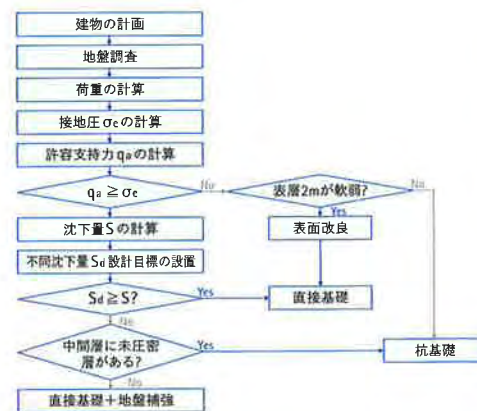 建物の計画
地盤調査
荷重の計算
接地圧σeの計算
許容支持力qaの計算
qa≧σe
No
表層2mが軟弱?
No
Yes
沈下量Sの計算
表面改良
不同沈下量Sd設計目標の設置
Sd≧S?
Yes
直接基礎
No
中間層に未圧密
層がある?
Yes
杭基礎
No
直接基礎+地盤補強